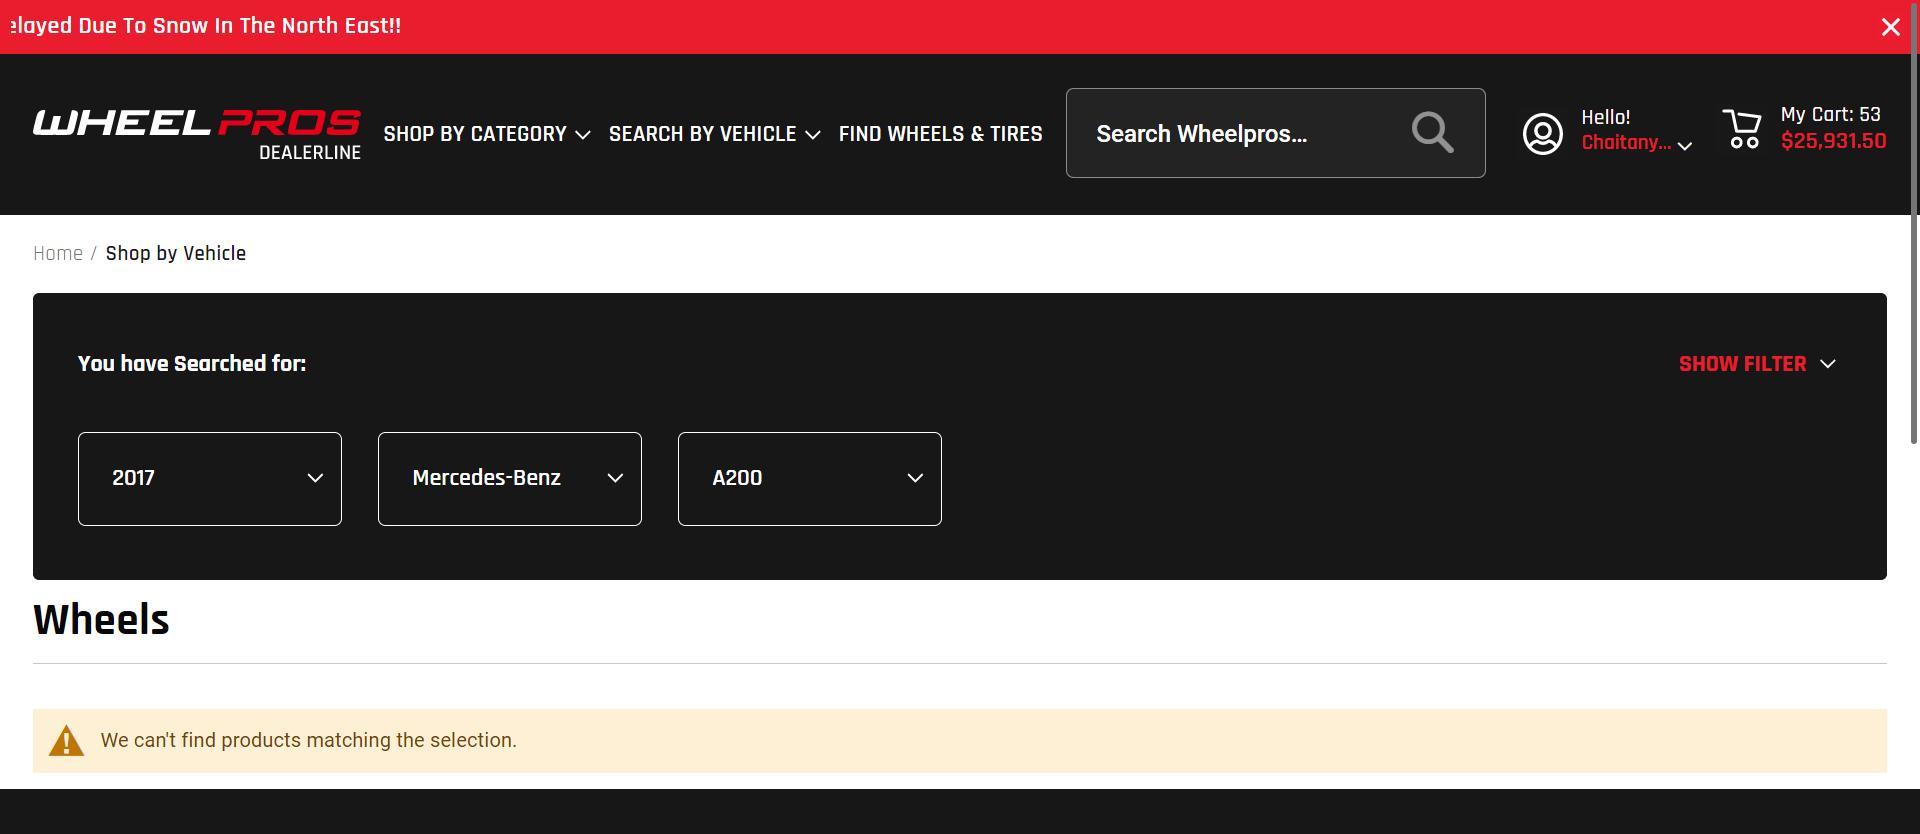 Due To Snow In The North East!!
WHEEL PROS
DEALERLINE
SHOP BY CATEGORY
SEARCH BY VEHICLE
FIND WHEELS & TIRES
Search Wheelpros...
Hello!
Chaitany...
My Cart: 53
$25,931.50
Home / Shop by Vehicle
You have Searched for:
SHOW FILTER
2017
Mercedes-Benz
A200
Wheels
We can't find products matching the selection.